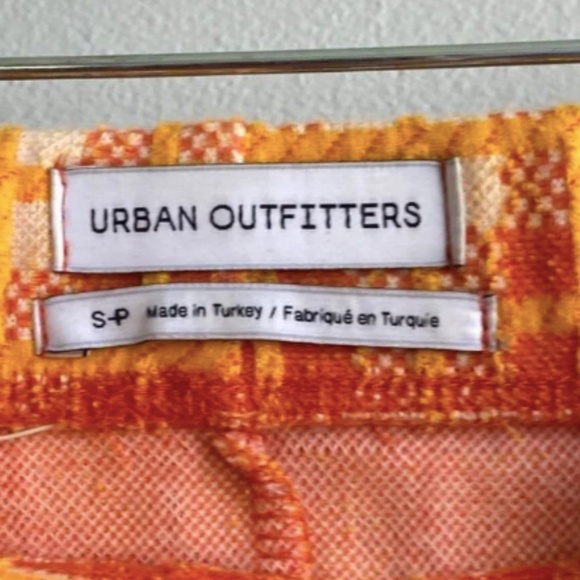 URBAN OUTFITTERS
S-P Made in Turkey / Fabriqué en Turquie